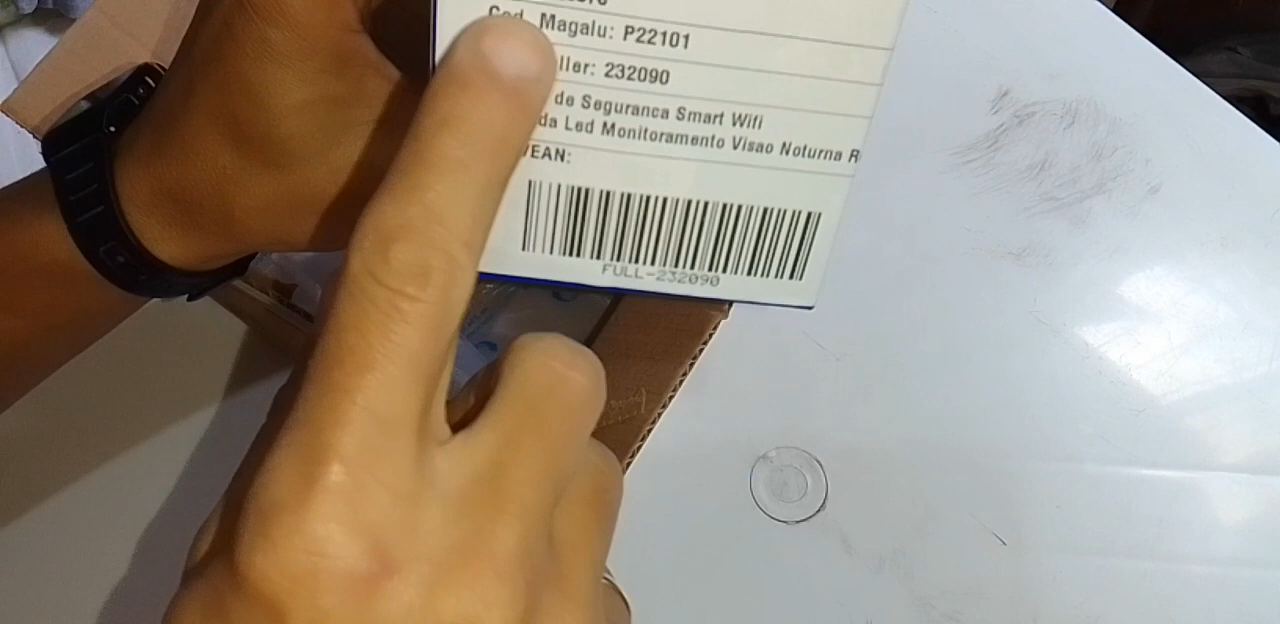 Cod. Magalu: P22101
ller: 232090
de Seguranca Smart Wifi
da Led Monitoramento Visao Noturna R
/EAN:
FULL-232090